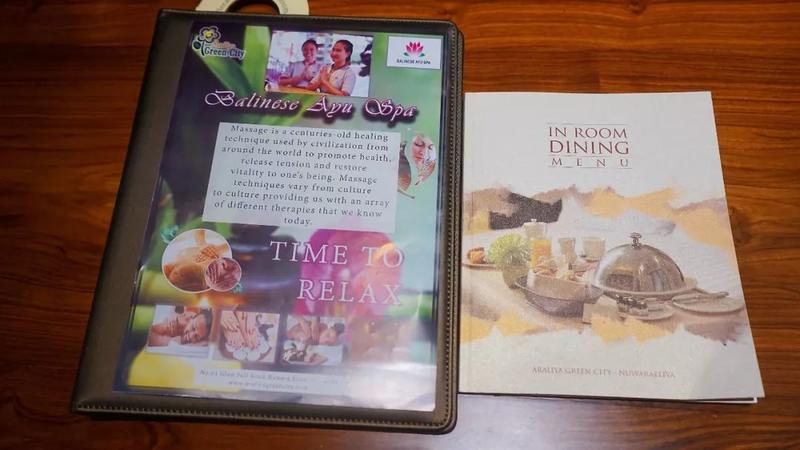 Green City
BALINESE AYU SPA
Balinese Ayu Spa
Massage is a centuries-old healing
technique used by civilization from
around the world to promote health,
release tension and restore
vitality to one's being. Massage
techniques vary from culture
to culture providing us with an array
of different therapies that we know
today.
TIME TO
RELAX
IN ROOM
DINING
MENU
ARALIYA GREEN CITY - NUWARAELIYA